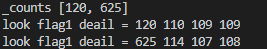 _counts [120, 625]
look flag1 deail = 120 110 109 109
look flag1 deail = 625 114 107 108